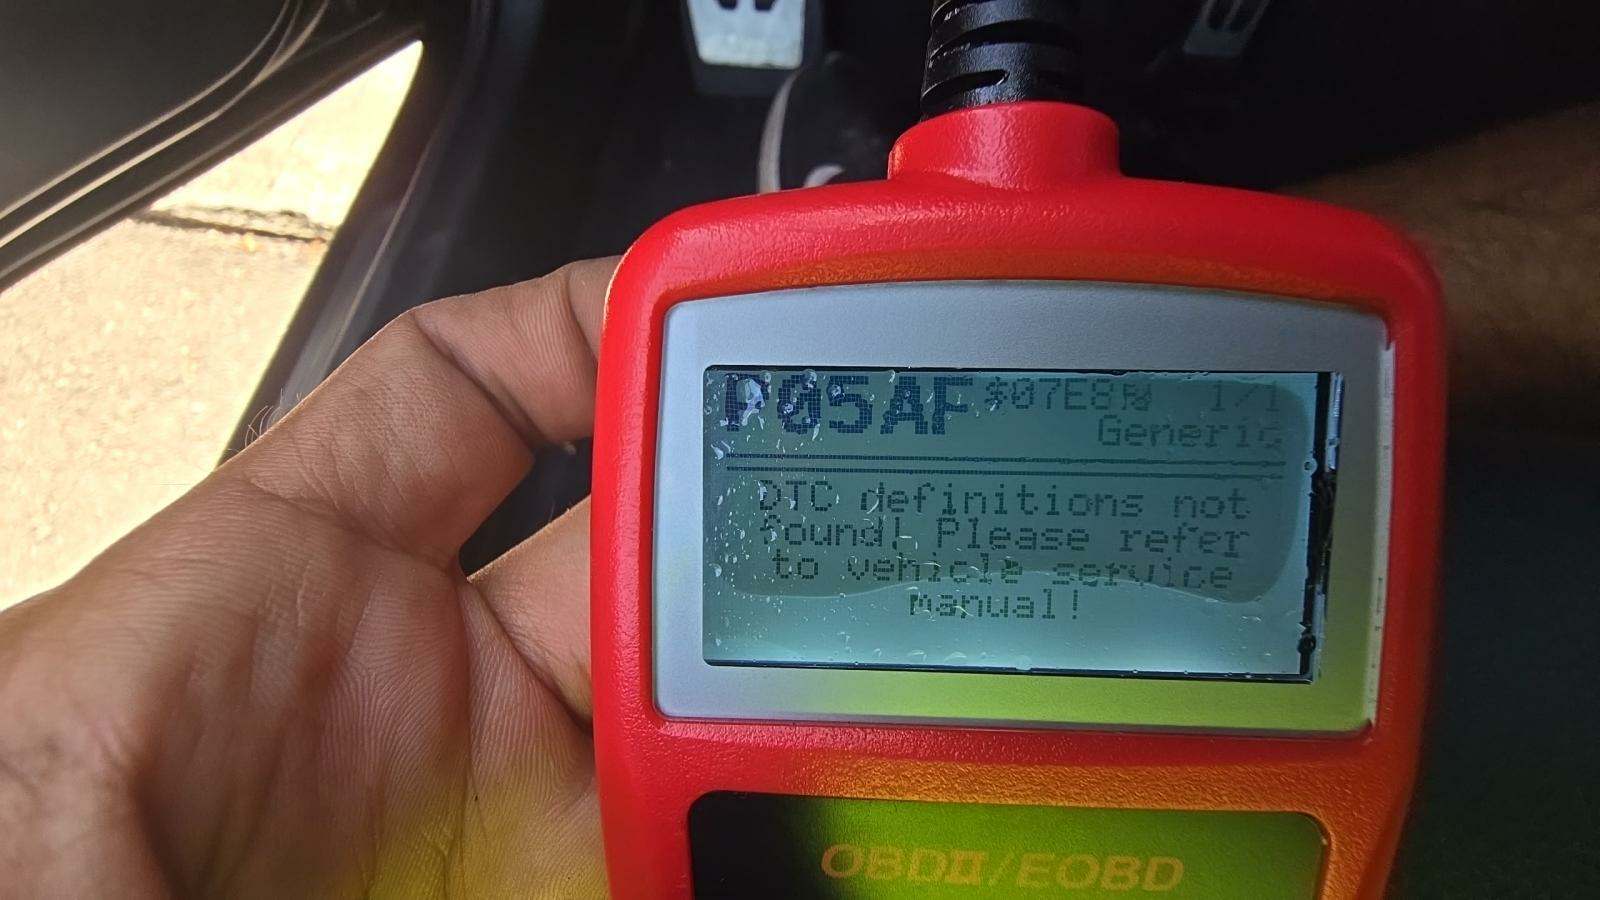 P05AF $07E8 1/1
Generic
DTC definitions not
found! Please refer
to vehicle service
manual!
OBDII/EOBD